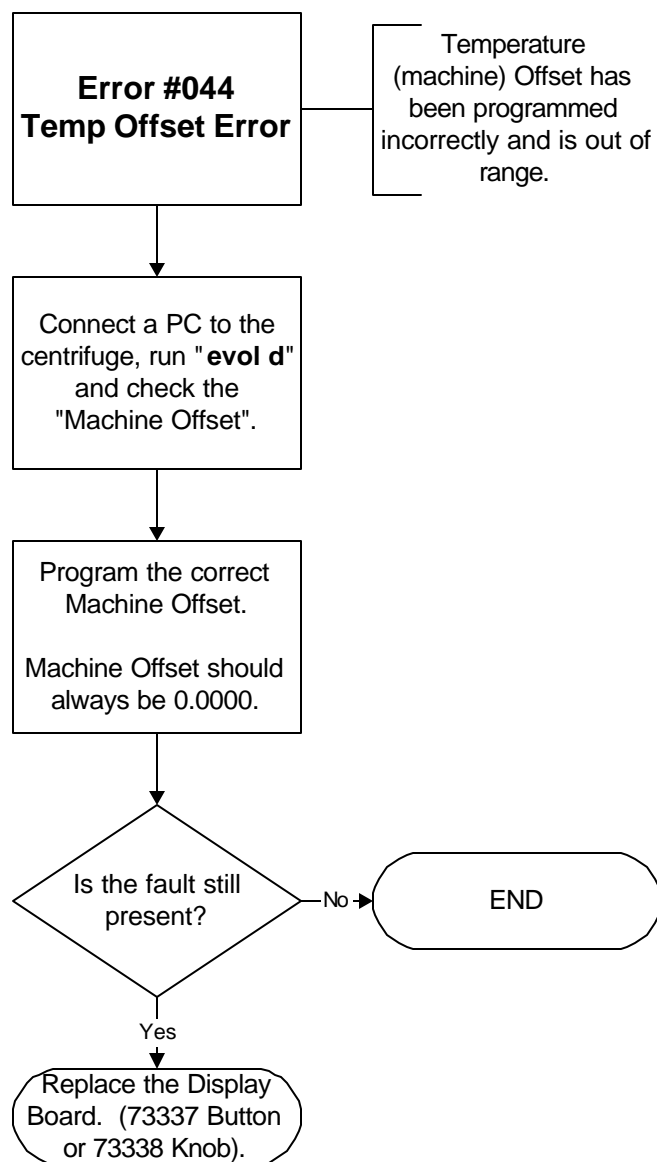 Error #044
Temp Offset Error
Temperature
(machine) Offset has
been programmed
incorrectly and is out of
range.
Connect a PC to the
centrifuge, run "evol d"
and check the
"Machine Offset".
Program the correct
Machine Offset.
Machine Offset should
always be 0.0000.
Is the fault still
present?
No
END
Yes
Replace the Display
Board. (73337 Button
or 73338 Knob).